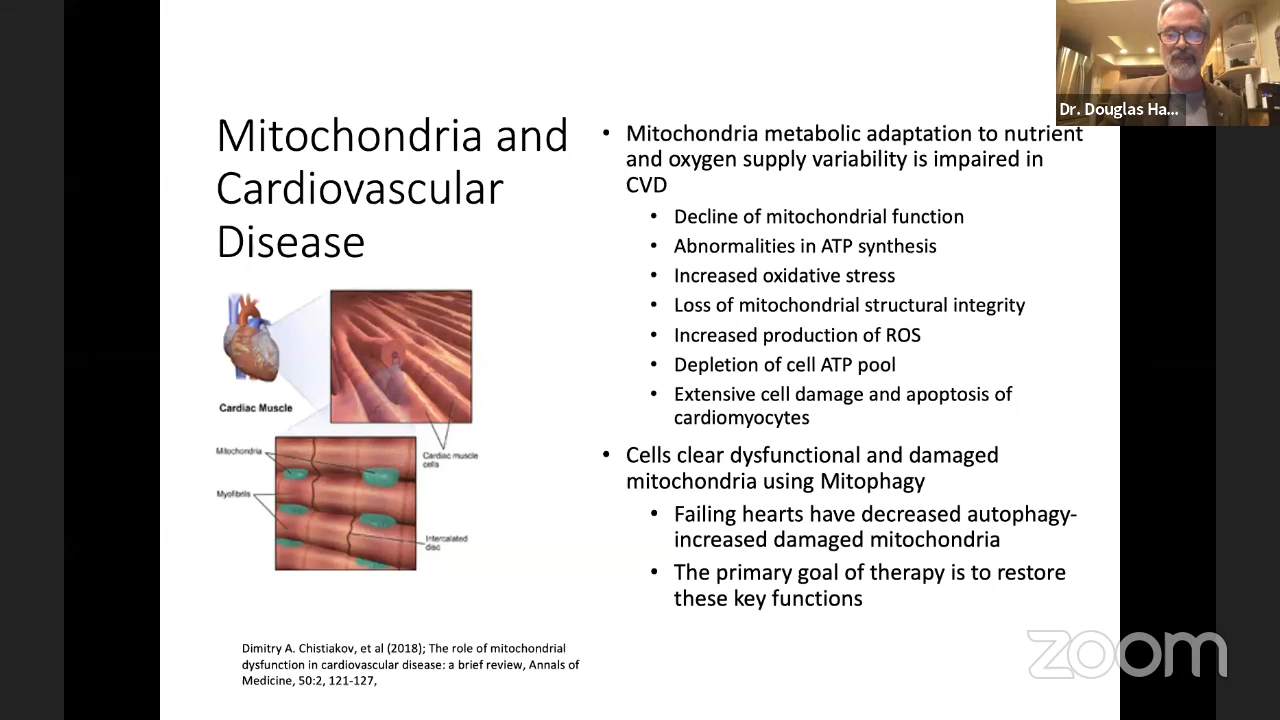 Dr. Douglas Ha...
Mitochondria and
Cardiovascular
Disease
Cardiac Muscle
Cardiac muscle
cells
Mitochondria
Myofibrils
Intercalated
disc
Dimitry A. Chistiakov, et al (2018); The role of mitochondrial
dysfunction in cardiovascular disease: a brief review, Annals of
Medicine, 50:2, 121-127,
• Mitochondria metabolic adaptation to nutrient
and oxygen supply variability is impaired in
CVD
• Decline of mitochondrial function
• Abnormalities in ATP synthesis
• Increased oxidative stress
• Loss of mitochondrial structural integrity
• Increased production of ROS
• Depletion of cell ATP pool
• Extensive cell damage and apoptosis of
cardiomyocytes
• Cells clear dysfunctional and damaged
mitochondria using Mitophagy
• Failing hearts have decreased autophagy-
increased damaged mitochondria
• The primary goal of therapy is to restore
these key functions
zoom